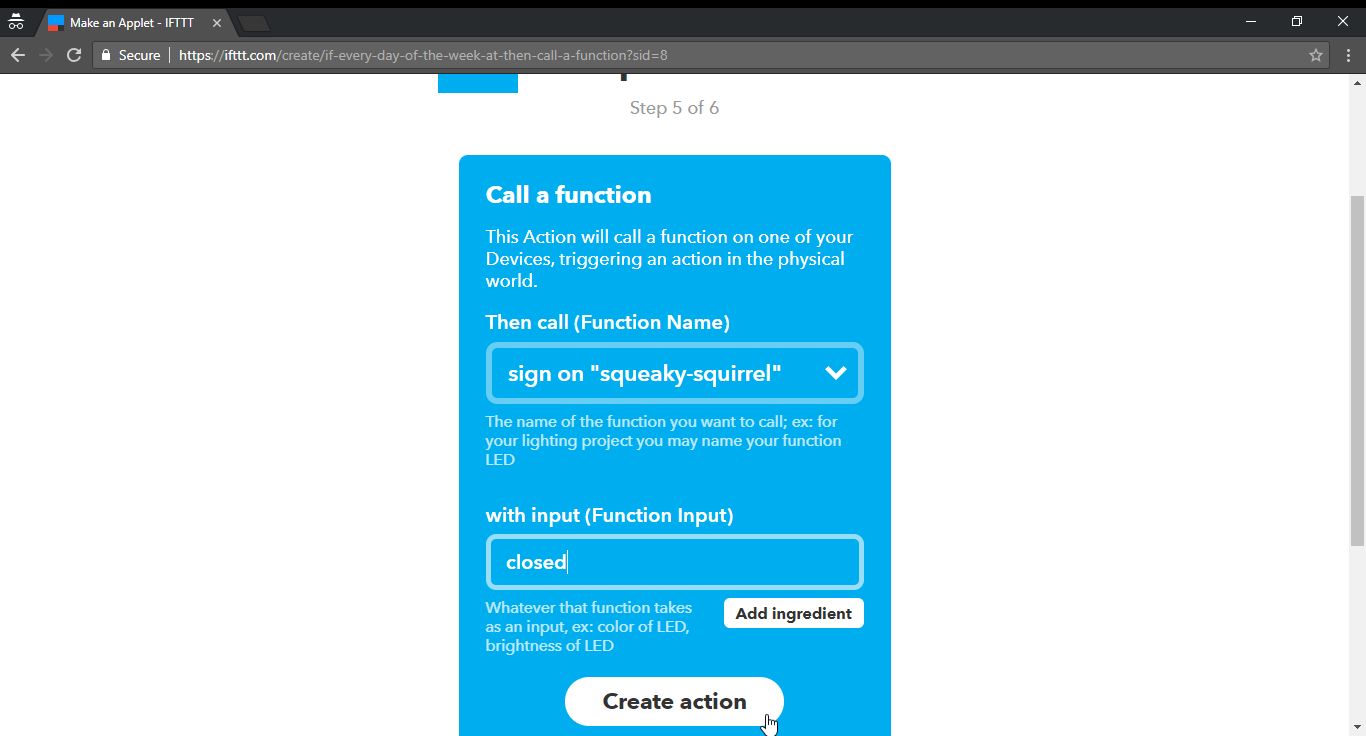 Make an Applet - IFTTT
Secure https://ifttt.com/create/if-every-day-of-the-week-at-then-call-a-function?sid=8
Step 5 of 6
Call a function
This Action will call a function on one of your
Devices, triggering an action in the physical
world.
Then call (Function Name)
sign on "squeaky-squirrel"
The name of the function you want to call; ex: for
your lighting project you may name your function
LED
with input (Function Input)
closed
Whatever that function takes
as an input, ex: color of LED,
brightness of LED
Add ingredient
Create action